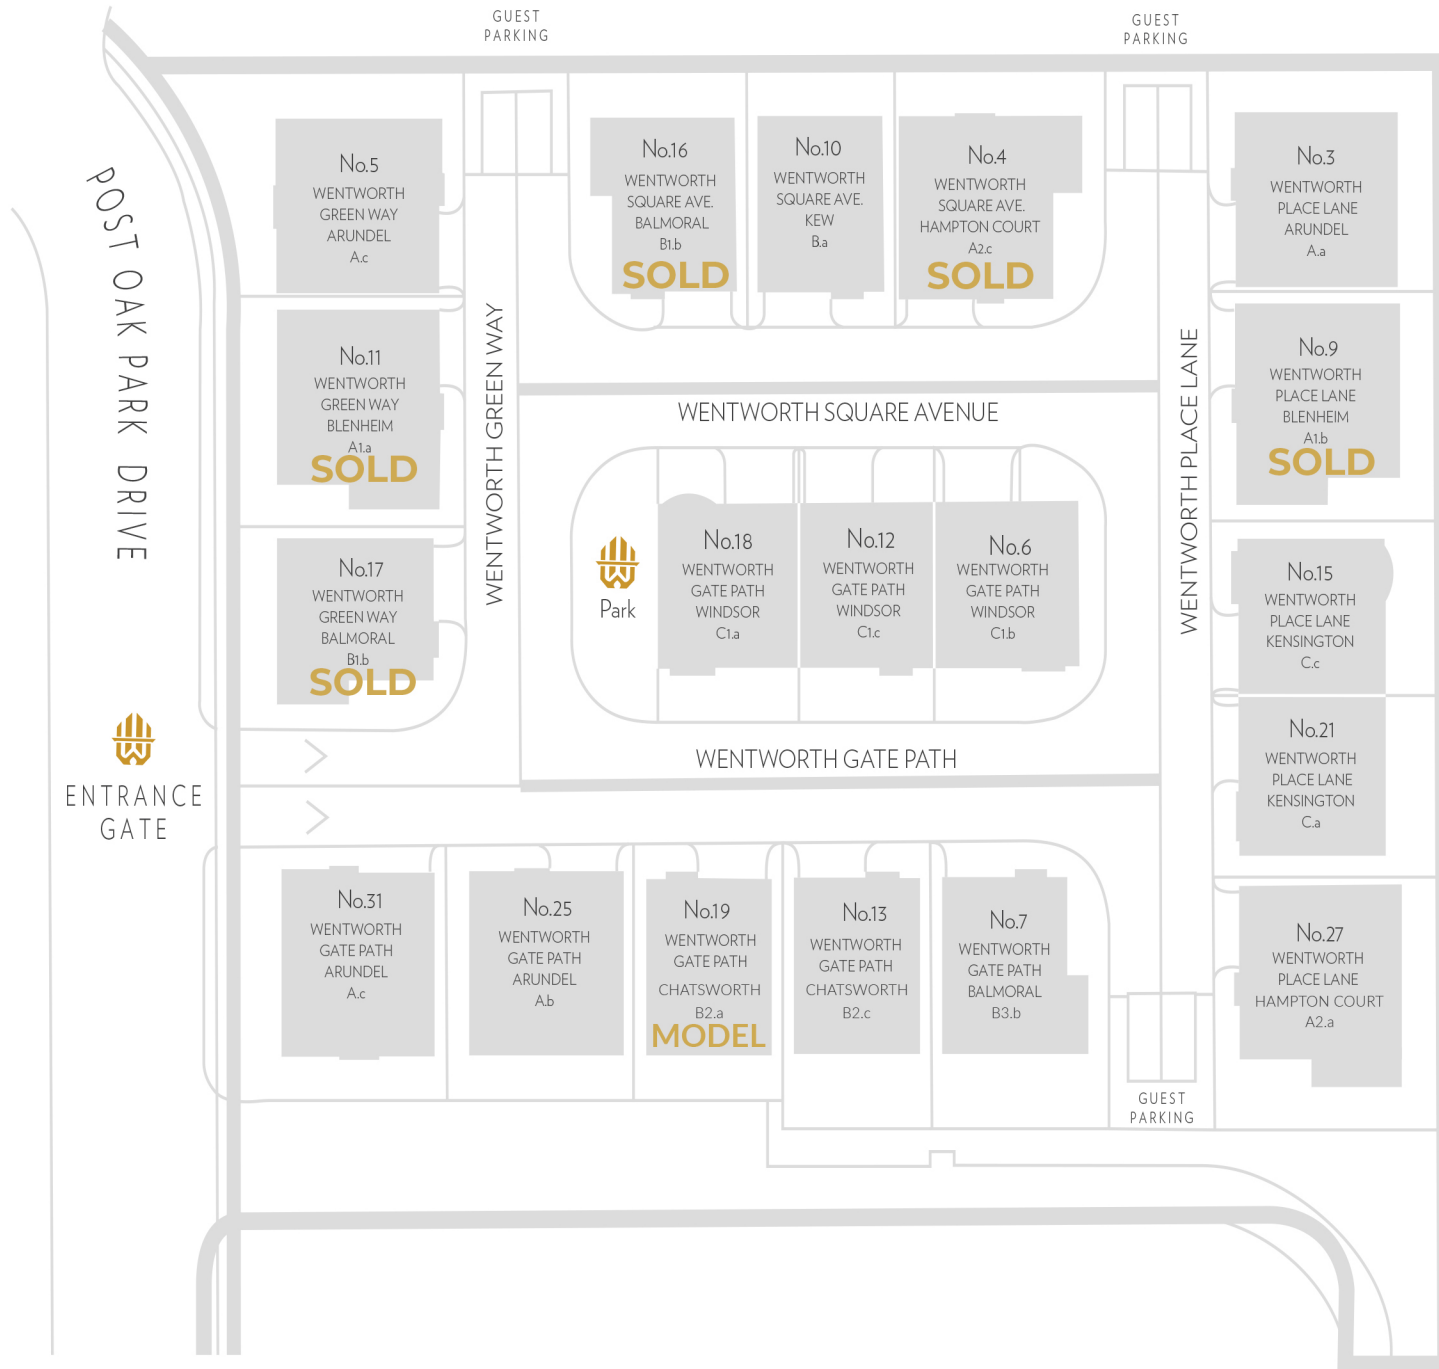 GUEST
PARKING
GUEST
PARKING
No.5
WENTWORTH
GREEN WAY
ARUNDEL
A.c
No.16
WENTWORTH
SQUARE AVE.
BALMORAL
B1.b
SOLD
No.10
WENTWORTH
SQUARE AVE.
KEW
B.a
No.4
WENTWORTH
SQUARE AVE.
HAMPTON COURT
A2.c
SOLD
No.3
WENTWORTH
PLACE LANE
ARUNDEL
A.a
POST OAK PARK DRIVE
No.11
WENTWORTH
GREEN WAY
BLENHEIM
A1.a
SOLD
WENTWORTH GREEN WAY
WENTWORTH SQUARE AVENUE
WENTWORTH PLACE LANE
No.9
WENTWORTH
PLACE LANE
BLENHEIM
A1.b
SOLD
No.17
WENTWORTH
GREEN WAY
BALMORAL
B1.b
SOLD
Park
No.18
WENTWORTH
GATE PATH
WINDSOR
C1.a
No.12
WENTWORTH
GATE PATH
WINDSOR
C1.c
No.6
WENTWORTH
GATE PATH
WINDSOR
C1.b
No.15
WENTWORTH
PLACE LANE
KENSINGTON
C.c
No.21
WENTWORTH
PLACE LANE
KENSINGTON
C.a
WENTWORTH GATE PATH
ENTRANCE
GATE
No.31
WENTWORTH
GATE PATH
ARUNDEL
A.c
No.25
WENTWORTH
GATE PATH
ARUNDEL
A.b
No.19
WENTWORTH
GATE PATH
CHATSWORTH
B2.a
MODEL
No.13
WENTWORTH
GATE PATH
CHATSWORTH
B2.c
No.7
WENTWORTH
GATE PATH
BALMORAL
B3.b
No.27
WENTWORTH
PLACE LANE
HAMPTON COURT
A2.a
GUEST
PARKING